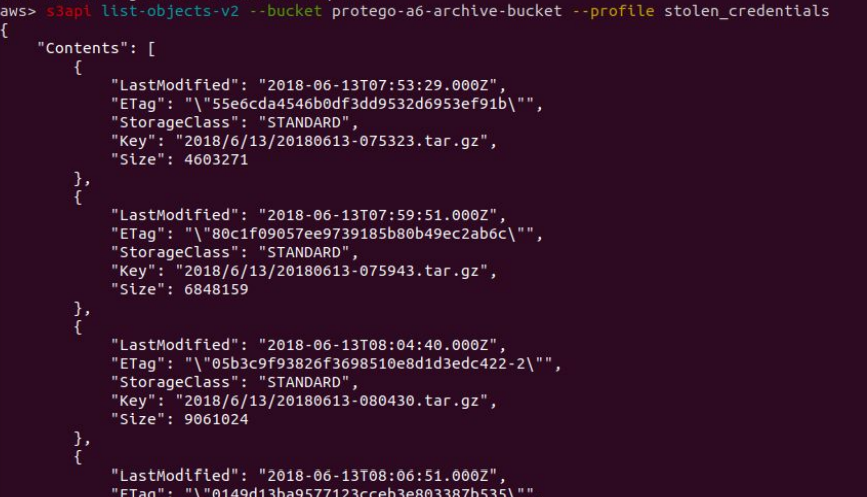 aws> s3api list-objects-v2 --bucket protego-a6-archive-bucket --profile stolen_credentials
{
    "Contents": [
        {
            "LastModified": "2018-06-13T07:53:29.000Z",
            "ETag": "\"55e6cda4546b0df3dd9532d6953ef91b\"",
            "StorageClass": "STANDARD",
            "Key": "2018/6/13/20180613-075323.tar.gz",
            "Size": 4603271
        },
        {
            "LastModified": "2018-06-13T07:59:51.000Z",
            "ETag": "\"80c1f09057ee9739185b80b49ec2ab6c\"",
            "StorageClass": "STANDARD",
            "Key": "2018/6/13/20180613-075943.tar.gz",
            "Size": 6848159
        },
        {
            "LastModified": "2018-06-13T08:04:40.000Z",
            "ETag": "\"05b3c9f93826f3698510e8d1d3edc422-2\"",
            "StorageClass": "STANDARD",
            "Key": "2018/6/13/20180613-080430.tar.gz",
            "Size": 9061024
        },
        {
            "LastModified": "2018-06-13T08:06:51.000Z",
            "ETag": "\"0149d13ba9577123cceb3e803387b535\""